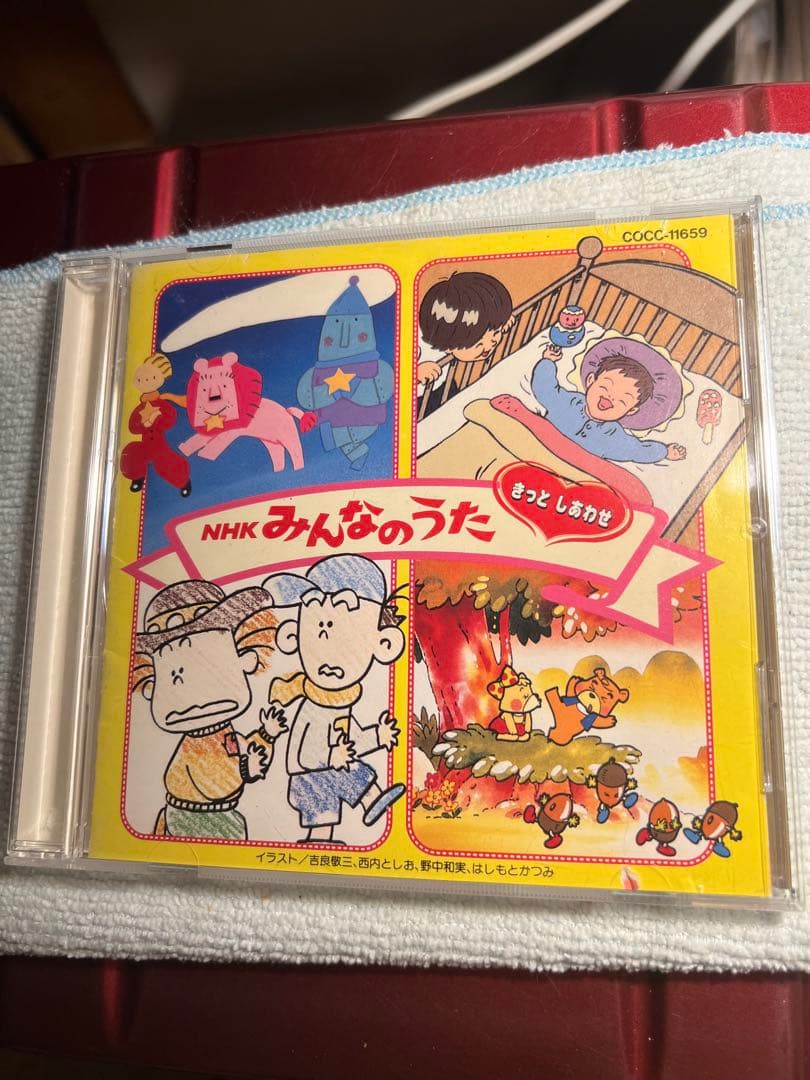 COCC-11659
NHK みんなのうた
きっと しあわせ
イラスト／吉良敬三、西内としお、野中和実、はしもとかつみ